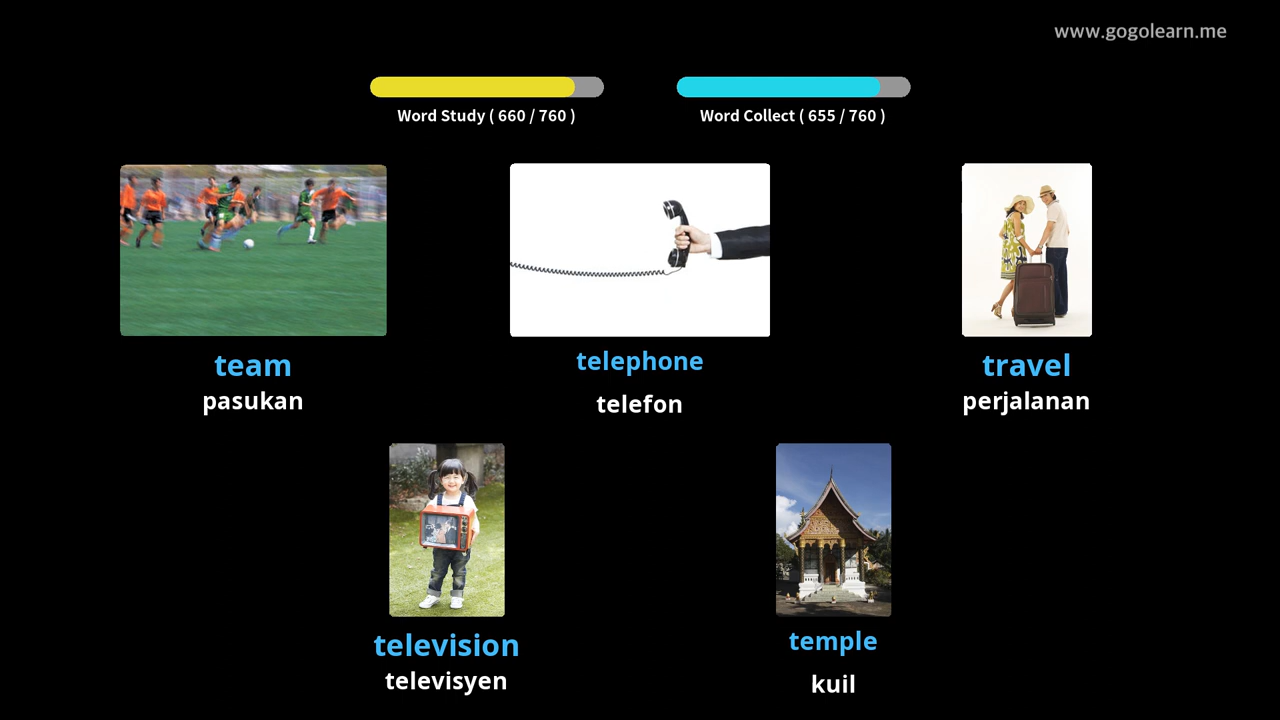 www.gogolearn.me
Word Study ( 660 / 760 )
Word Collect ( 655 / 760 )
team
pasukan
telephone
telefon
travel
perjalanan
television
televisyen
temple
kuil